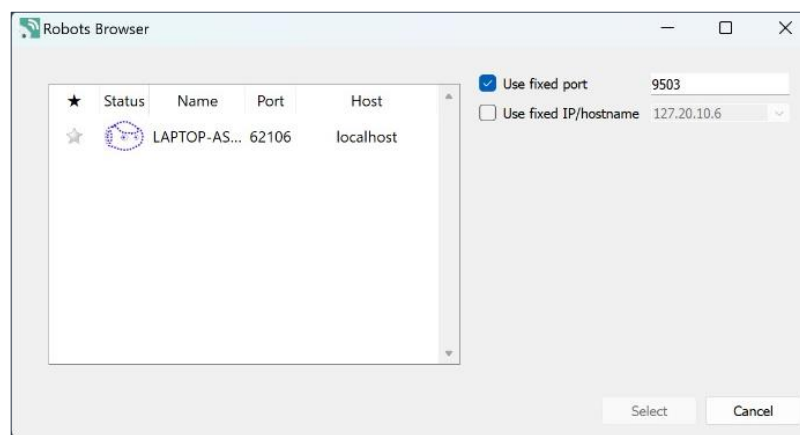 Robots Browser
★ Status Name Port Host
LAPTOP-AS... 62106 localhost
Use fixed port 9503
Use fixed IP/hostname 127.20.10.6
Select Cancel